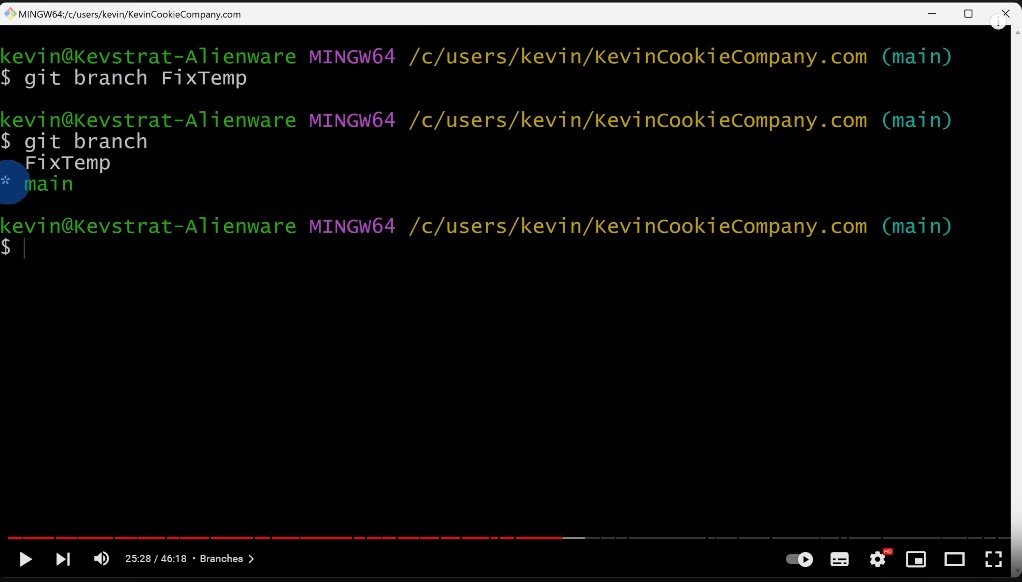 MINGW64:/c/users/kevin/KevinCookieCompany.com
kevin@Kevstrat-Alienware MINGW64 /c/users/kevin/KevinCookieCompany.com (main)
$ git branch FixTemp
kevin@Kevstrat-Alienware MINGW64 /c/users/kevin/KevinCookieCompany.com (main)
$ git branch
FixTemp
* main
kevin@Kevstrat-Alienware MINGW64 /c/users/kevin/KevinCookieCompany.com (main)
$
25:28 / 46:18 • Branches >
HD